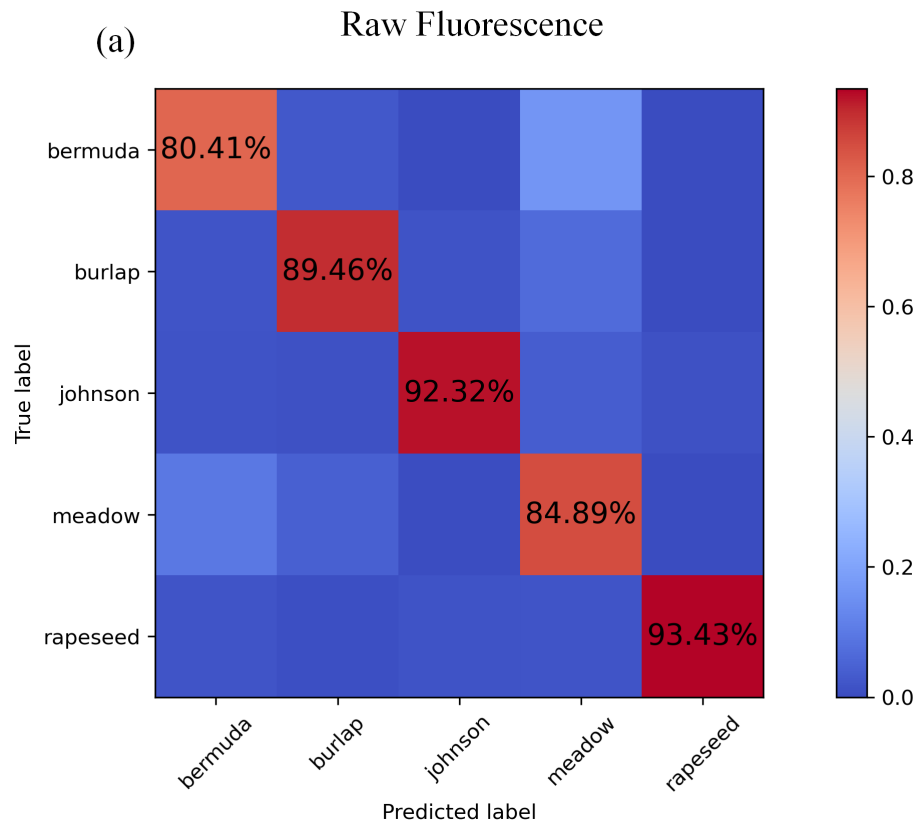 (a)
Raw Fluorescence
True label
bermuda
burlap
johnson
meadow
rapeseed
80.41%
89.46%
92.32%
84.89%
93.43%
bermuda
burlap
johnson
meadow
rapeseed
Predicted label
0.8
0.6
0.4
0.2
0.0